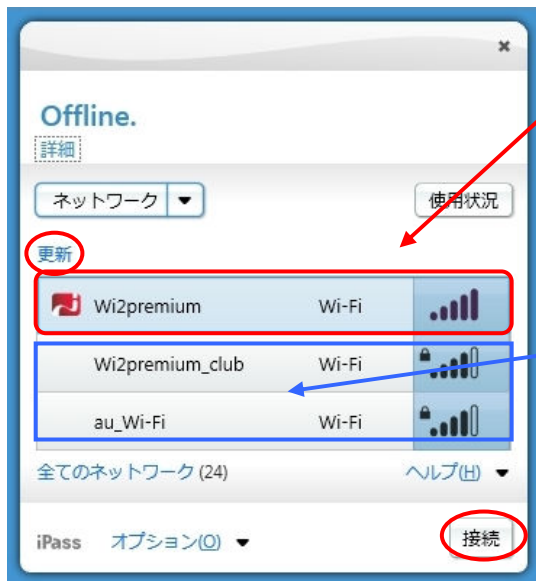 ×
Offline.
詳細
ネットワーク ▼ 使用状況
更新
Wi2premium Wi-Fi
Wi2premium_club Wi-Fi
au_Wi-Fi Wi-Fi
全てのネットワーク (24) ヘルプ(H) ▼
iPass オプション(O) ▼ 接続